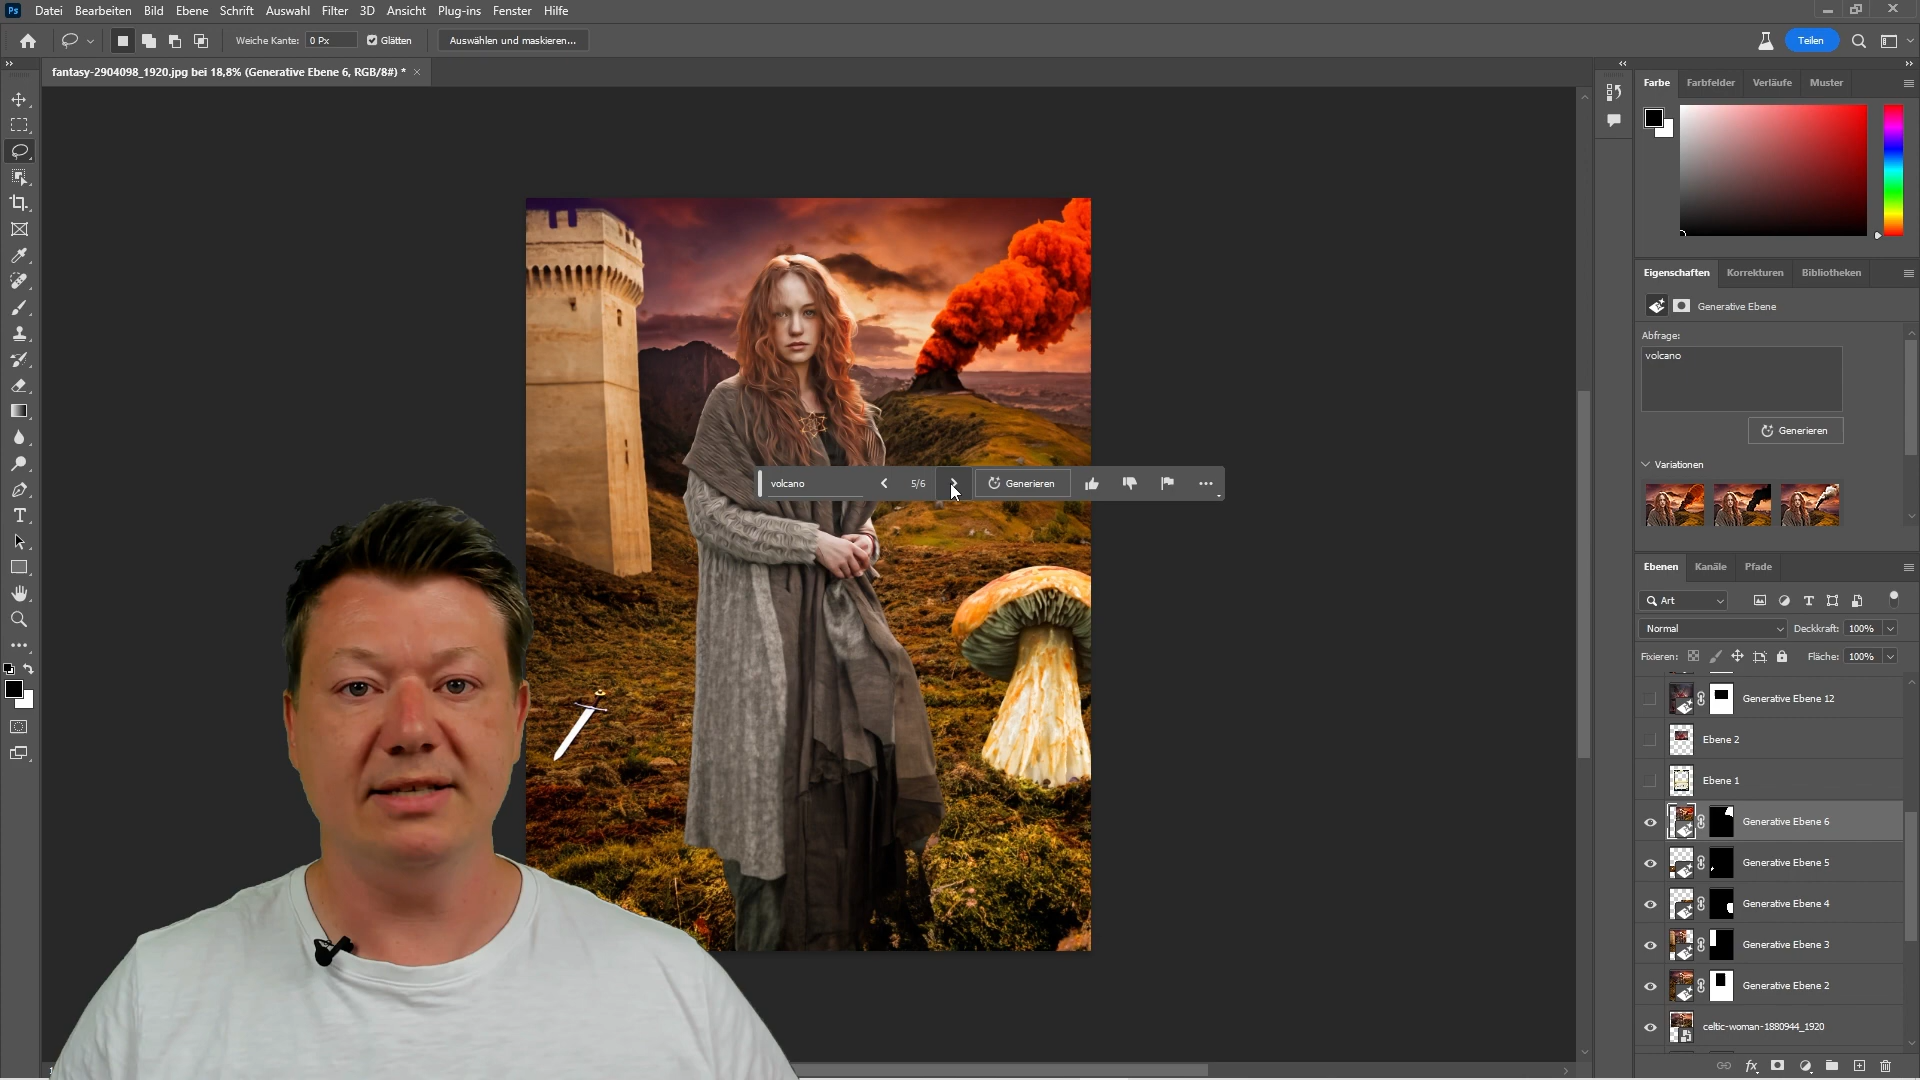 Ps Datei Bearbeiten Bild Ebene Schrift Auswahl Filter 3D Ansicht Plug-ins Fenster Hilfe
Weiche Kante: 0 Px Glätten Auswählen und maskieren... Teilen
fantasy-2904098_1920.jpg bei 18,8% (Generative Ebene 6, RGB/8#) *
Farbe Farbfelder Verläufe Muster
Eigenschaften Korrekturen Bibliotheken
Generative Ebene
Abfrage:
volcano
Generieren
Variationen
volcano 5/6 Generieren
Ebenen Kanäle Pfade
Art
Normal Deckkraft: 100%
Fixieren: Fläche: 100%
Generative Ebene 12
Ebene 2
Ebene 1
Generative Ebene 6
Generative Ebene 5
Generative Ebene 4
Generative Ebene 3
Generative Ebene 2
celtic-woman-1880944_1920
fx